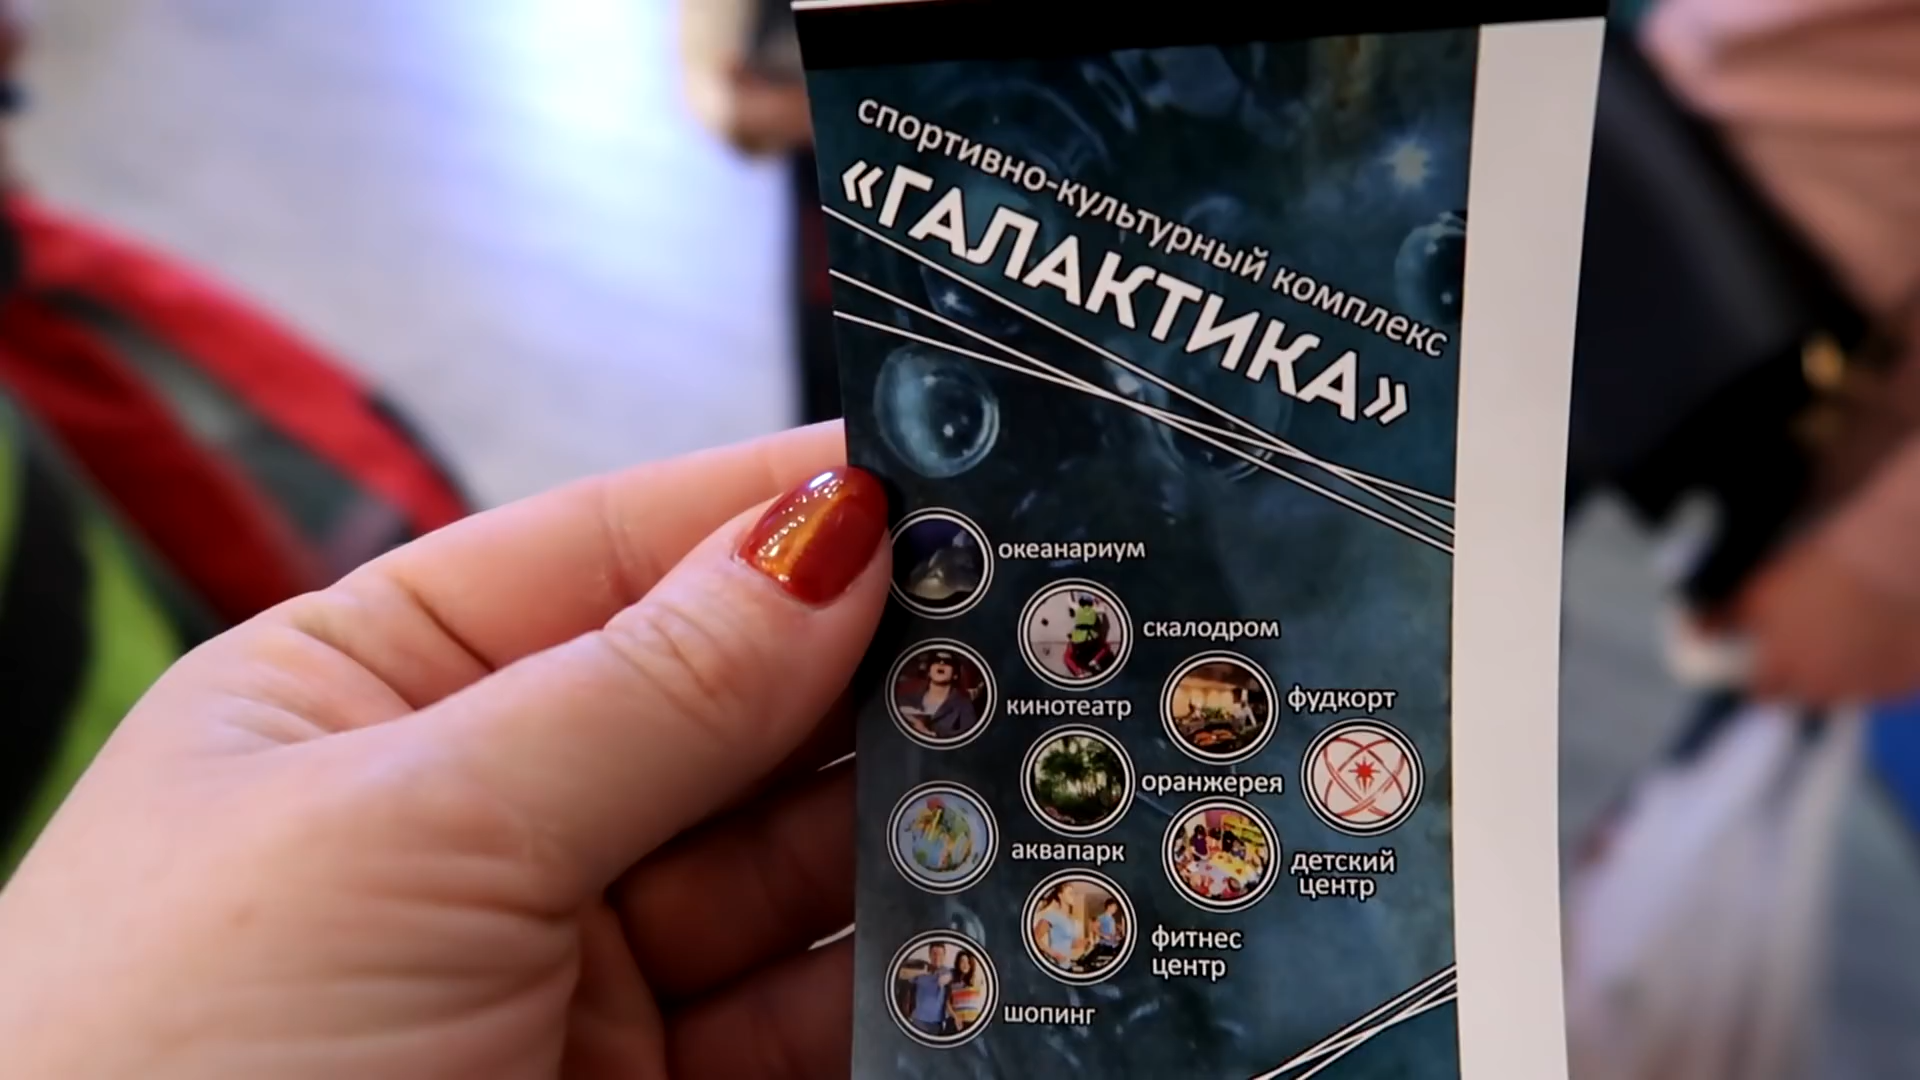 спортивно-культурный комплекс
«ГАЛАКТИКА»
океанариум
скалодром
кинотеатр
фудкорт
оранжерея
аквапарк
детский
центр
фитнес
центр
шопинг